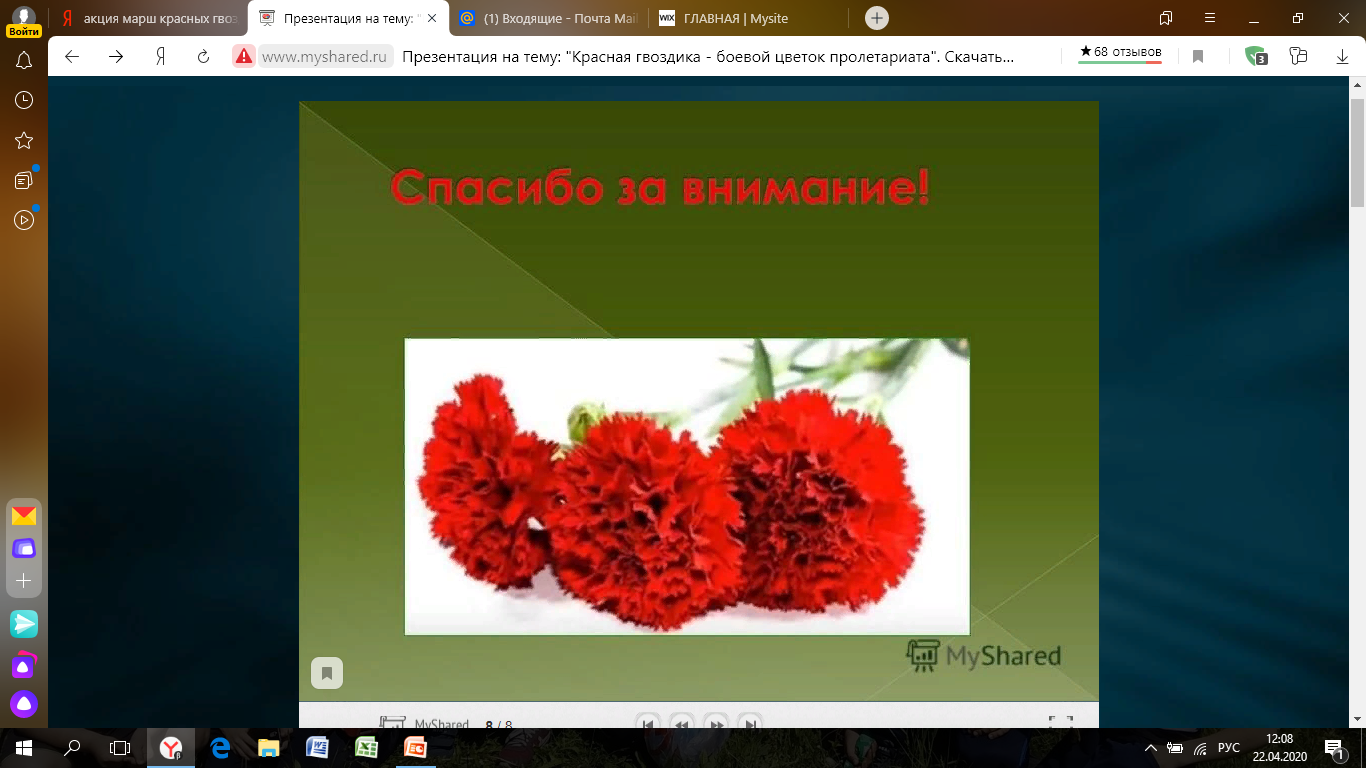 акция марш красных гвоз
Презентация на тему: "
(1) Входящие - Почта Mail
ГЛАВНАЯ | Mysite
Войти
www.myshared.ru
Презентация на тему: "Красная гвоздика - боевой цветок пролетариата". Скачать...
68 отзывов
3
Спасибо за внимание!
MyShared
MyShared 8 / 8
РУС
12:08
22.04.2020
1